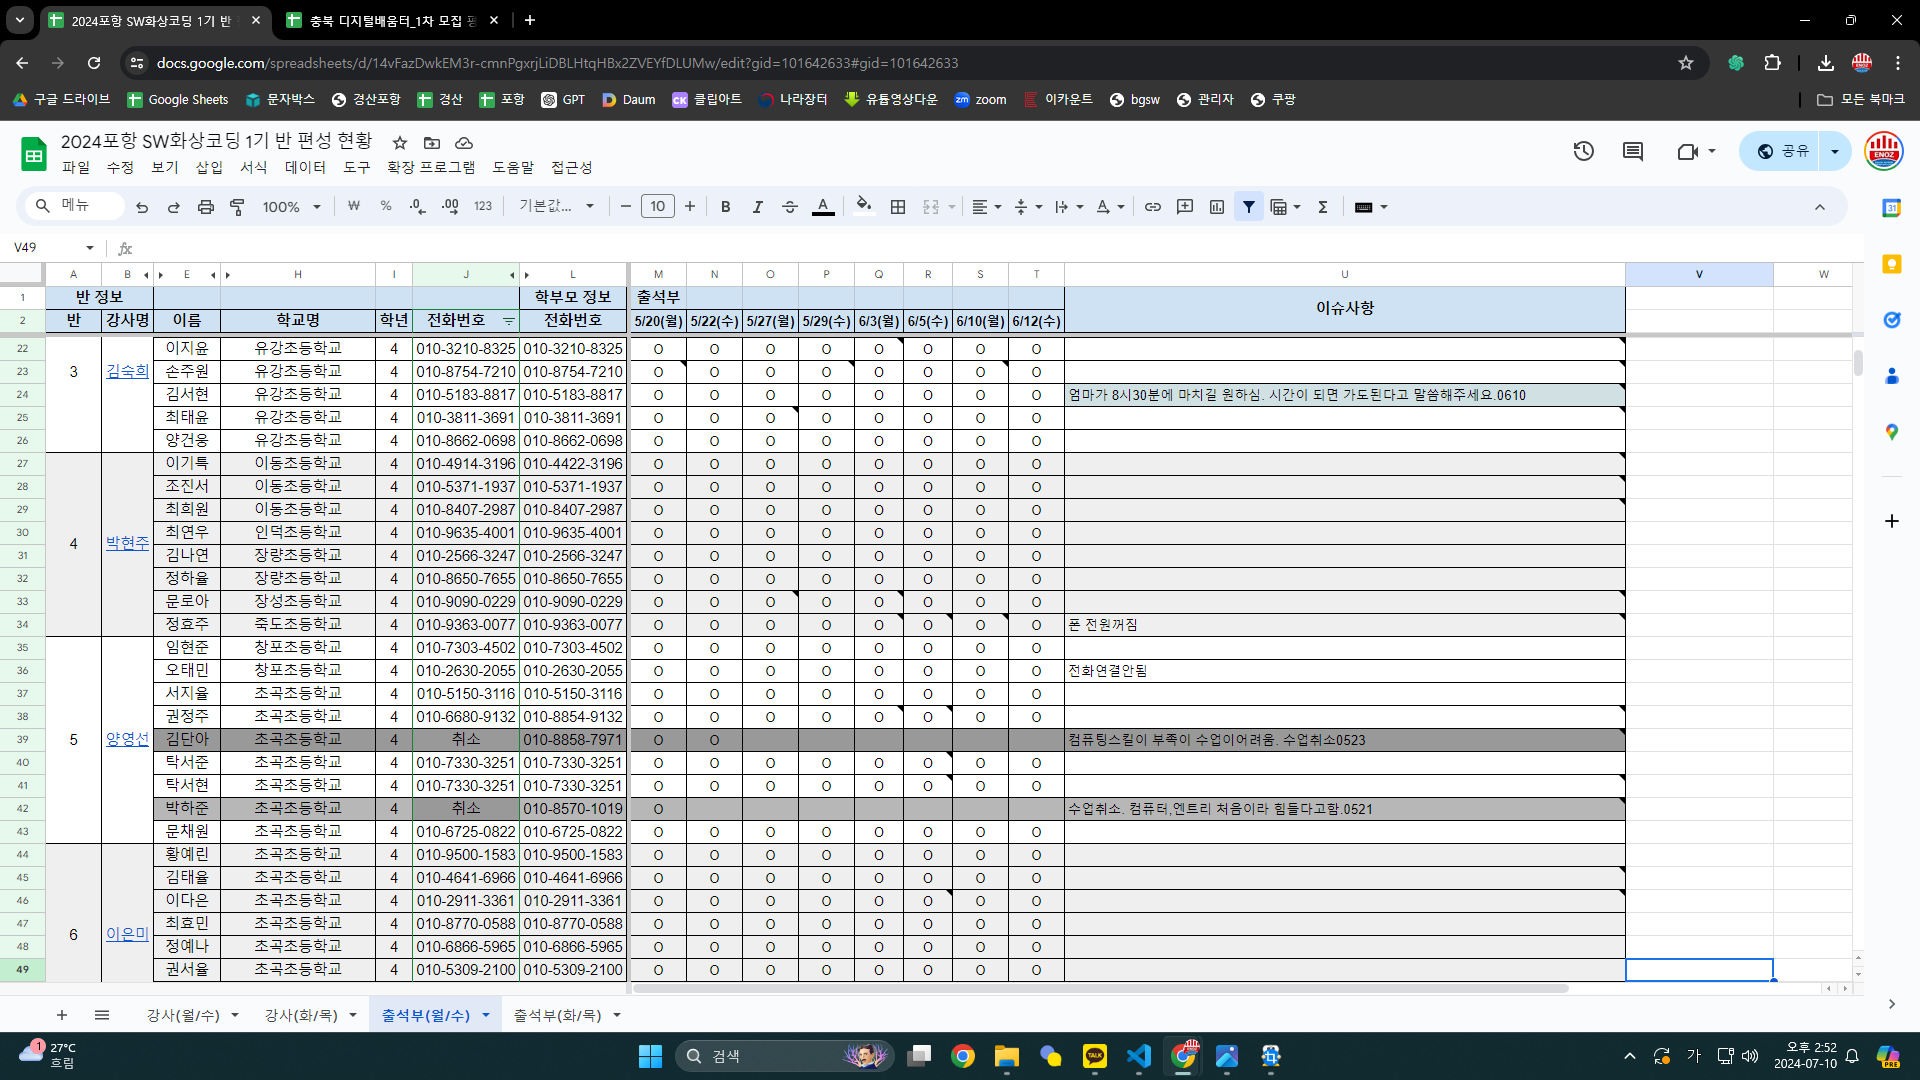 2024포항 SW화상코딩 1기 반
충북 디지털배움터_1차 모집 폼
docs.google.com/spreadsheets/d/14vFazDwkEM3r-cmnPgxrjLiDBLHtqHBx2ZVEYfDLUMw/edit?gid=101642633#gid=101642633
구글 드라이브 Google Sheets 문자박스 경산포항 경산 포항 GPT Daum 클립아트 나라장터 유튭영상다운 zoom 이카운트 bgsw 관리자 쿠팡 모든 북마크
2024포항 SW화상코딩 1기 반 편성 현황
파일 수정 보기 삽입 서식 데이터 도구 확장 프로그램 도움말 접근성
공유
메뉴 100% ₩ % .0 .00 123 기본값... 10 B I A
V49 fx
A B E H I J L M N O P Q R S T U V W
1 반 정보 학부모 정보 출석부 이슈사항
2 반 강사명 이름 학교명 학년 전화번호 전화번호 5/20(월) 5/22(수) 5/27(월) 5/29(수) 6/3(월) 6/5(수) 6/10(월) 6/12(수)
22 이지윤 유강초등학교 4 010-3210-8325 010-3210-8325 O O O O O O O O
23 3 김숙희 손주원 유강초등학교 4 010-8754-7210 010-8754-7210 O O O O O O O O
24 김서현 유강초등학교 4 010-5183-8817 010-5183-8817 O O O O O O O O 엄마가 8시30분에 마치길 원하심. 시간이 되면 가도된다고 말씀해주세요.0610
25 최태윤 유강초등학교 4 010-3811-3691 010-3811-3691 O O O O O O O O
26 양건웅 유강초등학교 4 010-8662-0698 010-8662-0698 O O O O O O O O
27 이기특 이동초등학교 4 010-4914-3196 010-4422-3196 O O O O O O O O
28 조진서 이동초등학교 4 010-5371-1937 010-5371-1937 O O O O O O O O
29 최희원 이동초등학교 4 010-8407-2987 010-8407-2987 O O O O O O O O
30 최연우 인덕초등학교 4 010-9635-4001 010-9635-4001 O O O O O O O O
31 4 박현주 김나연 장량초등학교 4 010-2566-3247 010-2566-3247 O O O O O O O O
32 정하율 장량초등학교 4 010-8650-7655 010-8650-7655 O O O O O O O O
33 문로아 장성초등학교 4 010-9090-0229 010-9090-0229 O O O O O O O O
34 정효주 죽도초등학교 4 010-9363-0077 010-9363-0077 O O O O O O O O 폰 전원꺼짐
35 임현준 창포초등학교 4 010-7303-4502 010-7303-4502 O O O O O O O O
36 오태민 창포초등학교 4 010-2630-2055 010-2630-2055 O O O O O O O O 전화연결안됨
37 서지율 초곡초등학교 4 010-5150-3116 010-5150-3116 O O O O O O O O
38 권정주 초곡초등학교 4 010-6680-9132 010-8854-9132 O O O O O O O O
39 5 양영선 김단아 초곡초등학교 4 취소 010-8858-7971 O O 컴퓨팅스킬이 부족이 수업이어려움. 수업취소0523
40 탁서준 초곡초등학교 4 010-7330-3251 010-7330-3251 O O O O O O O O
41 탁서현 초곡초등학교 4 010-7330-3251 010-7330-3251 O O O O O O O O
42 박하준 초곡초등학교 4 취소 010-8570-1019 O 수업취소. 컴퓨터,엔트리 처음이라 힘들다고함.0521
43 문채원 초곡초등학교 4 010-6725-0822 010-6725-0822 O O O O O O O O
44 황예린 초곡초등학교 4 010-9500-1583 010-9500-1583 O O O O O O O O
45 김태율 초곡초등학교 4 010-4641-6966 010-4641-6966 O O O O O O O O
46 이다은 초곡초등학교 4 010-2911-3361 010-2911-3361 O O O O O O O O
47 최효민 초곡초등학교 4 010-8770-0588 010-8770-0588 O O O O O O O O
48 6 이은미 정예나 초곡초등학교 4 010-6866-5965 010-6866-5965 O O O O O O O O
49 권서율 초곡초등학교 4 010-5309-2100 010-5309-2100 O O O O O O O O
강사(월/수) 강사(화/목) 출석부(월/수) 출석부(화/목)
1 27°C 흐림
검색
가 오후 2:52
2024-07-10